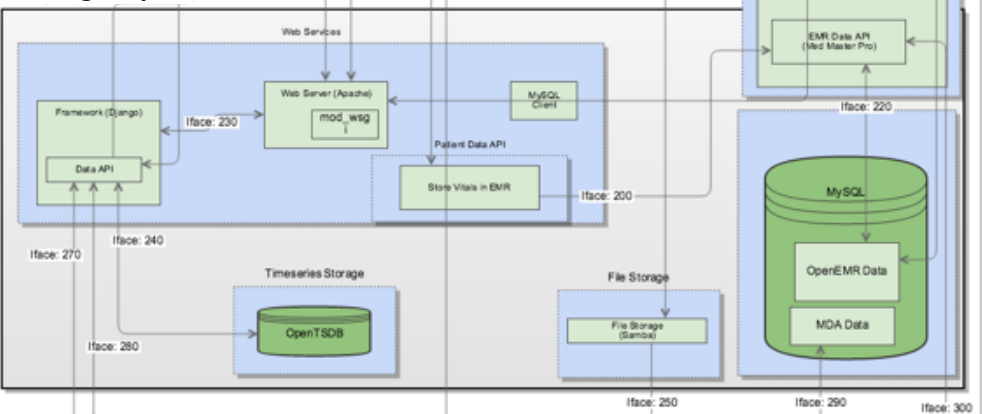 Web Services
EMR Data API
(Med Master Pro)
Framework (Django)
Web Server (Apache)
MySQL
Client
mod_wsg
i
Iface: 220
Iface: 230
Patient Data API
Data API
Store Vitals in EMR
MySQL
Iface: 200
Iface: 240
Iface: 270
Timeseries Storage
File Storage
OpenEMR Data
OpenTSDB
File Storage
(Samba)
MDA Data
Iface: 280
Iface: 250
Iface: 290
Iface: 300